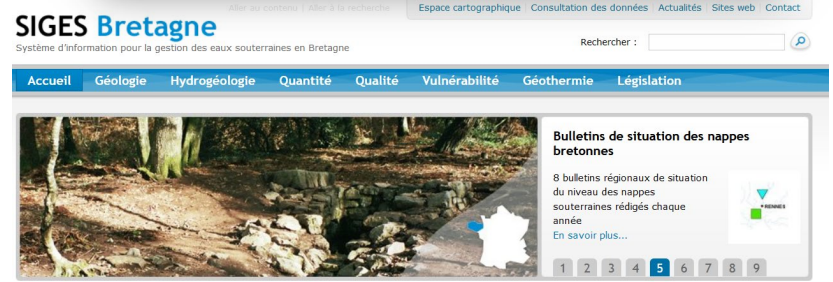 Aller au contenu | Aller à la recherche
Espace cartographique | Consultation des données | Actualités | Sites web | Contact
SIGES Bretagne
Système d'information pour la gestion des eaux souterraines en Bretagne
Rechercher :
Accueil Géologie Hydrogéologie Quantité Qualité Vulnérabilité Géothermie Législation
Bulletins de situation des nappes
bretonnes
8 bulletins régionaux de situation
du niveau des nappes
souterraines rédigés chaque
année
En savoir plus...
RENNES
1 2 3 4 5 6 7 8 9